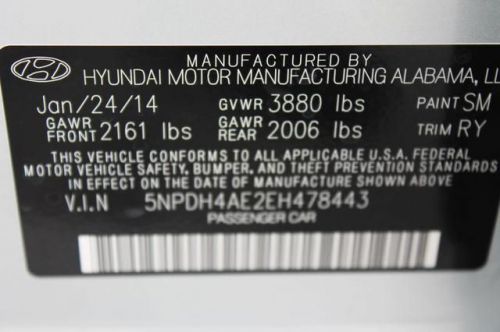 MANUFACTURED BY
HYUNDAI MOTOR MANUFACTURING ALABAMA, LL
Jan/24/14 GVWR 3880 lbs PAINT SM
GAWR FRONT 2161 lbs GAWR REAR 2006 lbs TRIM RY
THIS VEHICLE CONFORMS TO ALL APPLICABLE U.S.A. FEDERAL
MOTOR VEHICLE SAFETY, BUMPER, AND THEFT PREVENTION STANDARDS
IN EFFECT ON THE DATE OF MANUFACTURE SHOWN ABOVE.
V.I.N 5NPDH4AE2EH478443
PASSENGER CAR